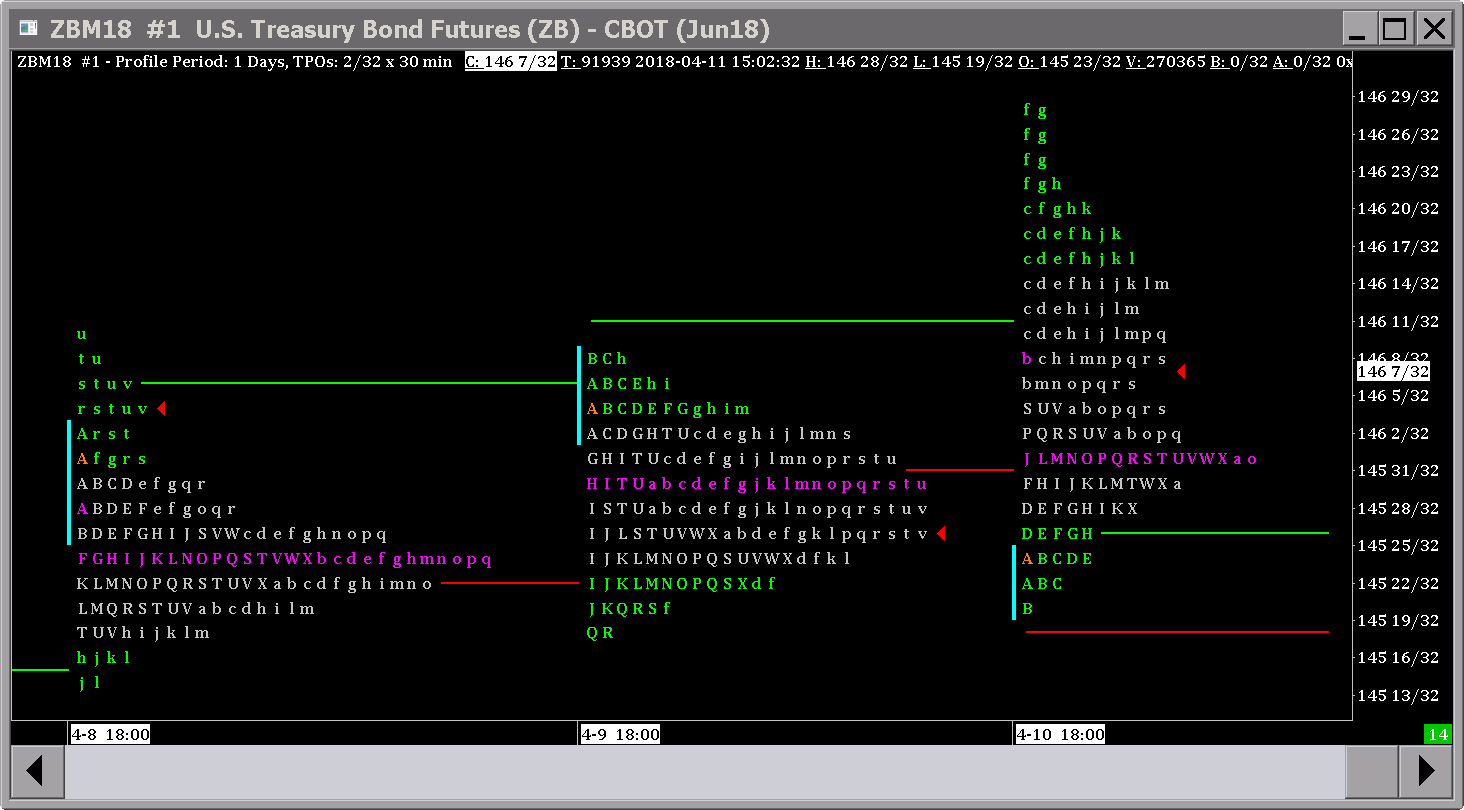 ZBM18 #1 U.S. Treasury Bond Futures (ZB) - CBOT (Jun18)
ZBM18 #1 - Profile Period: 1 Days, TPOs: 2/32 x 30 min C: 146 7/32 T: 91939 2018-04-11 15:02:32 H: 146 28/32 L: 145 19/32 O: 145 23/32 V: 270365 B: 0/32 A: 0/32 0x
u
t u
s t u v
r s t u v
A r s t
A f g r s
A B C D e f g q r
A B D E F e f g o q r
B D E F G H I J S V W c d e f g h n o p q
F G H I J K L N O P Q S T V W X b c d e f g h m n o p q
K L M N O P Q R S T U V X a b c d f g h i m n o
L M Q R S T U V a b c d h i l m
T U V h i j k l m
h j k l
j l
B C h
A B C E h i
A B C D E F G g h i m
A C D G H T U c d e g h i j l m n s
G H I T U c d e f g i j l m n o p r s t u
H I T U a b c d e f g j k l m n o p q r s t u
I S T U a b c d e f g j k l n o p q r s t u v
I J L S T U V W X a b d e f g k l p q r s t v
I J K L M N O P Q S U V W X d f k l
I J K L M N O P Q S X d f
J K Q R S f
Q R
f g
f g
f g
f g h
c f g h k
c d e f h j k
c d e f h j k l
c d e f h i j k l m
c d e h i j l m
c d e h i j l m p q
b c h i m n p q r s
b m n o p q r s
S U V a b o p q r s
P Q R S U V a b o p q
J L M N O P Q R S T U V W X a o
F H I J K L M T W X a
D E F G H I K X
D E F G H
A B C D E
A B C
B
146 29/32
146 26/32
146 23/32
146 20/32
146 17/32
146 14/32
146 11/32
146 8/32
146 7/32
146 5/32
146 2/32
145 31/32
145 28/32
145 25/32
145 22/32
145 19/32
145 16/32
145 13/32
4-8 18:00
4-9 18:00
4-10 18:00
14